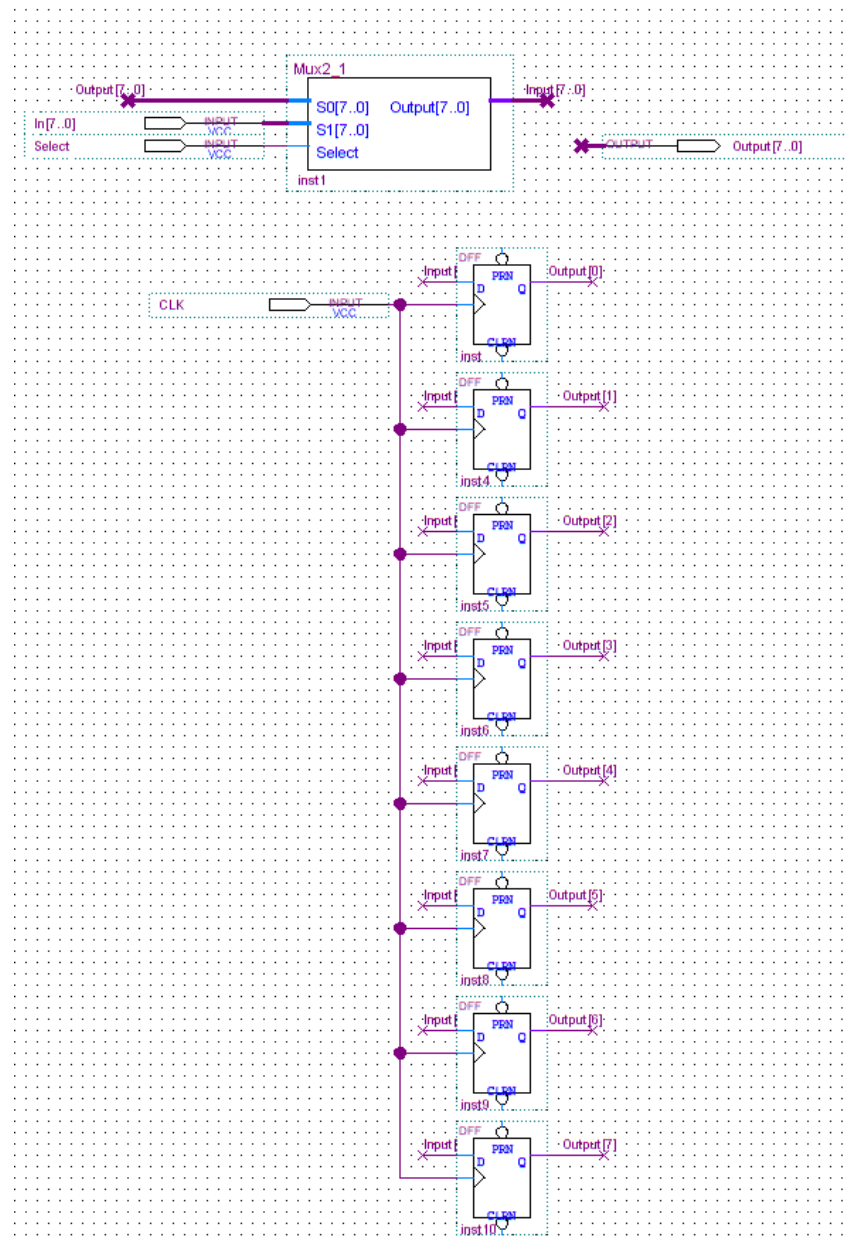 Mux2_1
Output[7..0] Input[7..0]
S0[7..0] Output[7..0]
In[7..0] INPUT
VCC
S1[7..0]
Select INPUT
VCC
Select
OUTPUT Output[7..0]
inst1
DFF
Input[ PRN Output[0]
D Q
CLK INPUT
VCC
CLRN
inst
DFF
Input[ PRN Output[1]
D Q
CLRN
inst4
DFF
Input[ PRN Output[2]
D Q
CLRN
inst5
DFF
Input[ PRN Output[3]
D Q
CLRN
inst6
DFF
Input[ PRN Output[4]
D Q
CLRN
inst7
DFF
Input[ PRN Output[5]
D Q
CLRN
inst8
DFF
Input[ PRN Output[6]
D Q
CLRN
inst9
DFF
Input[ PRN Output[7]
D Q
CLRN
inst10